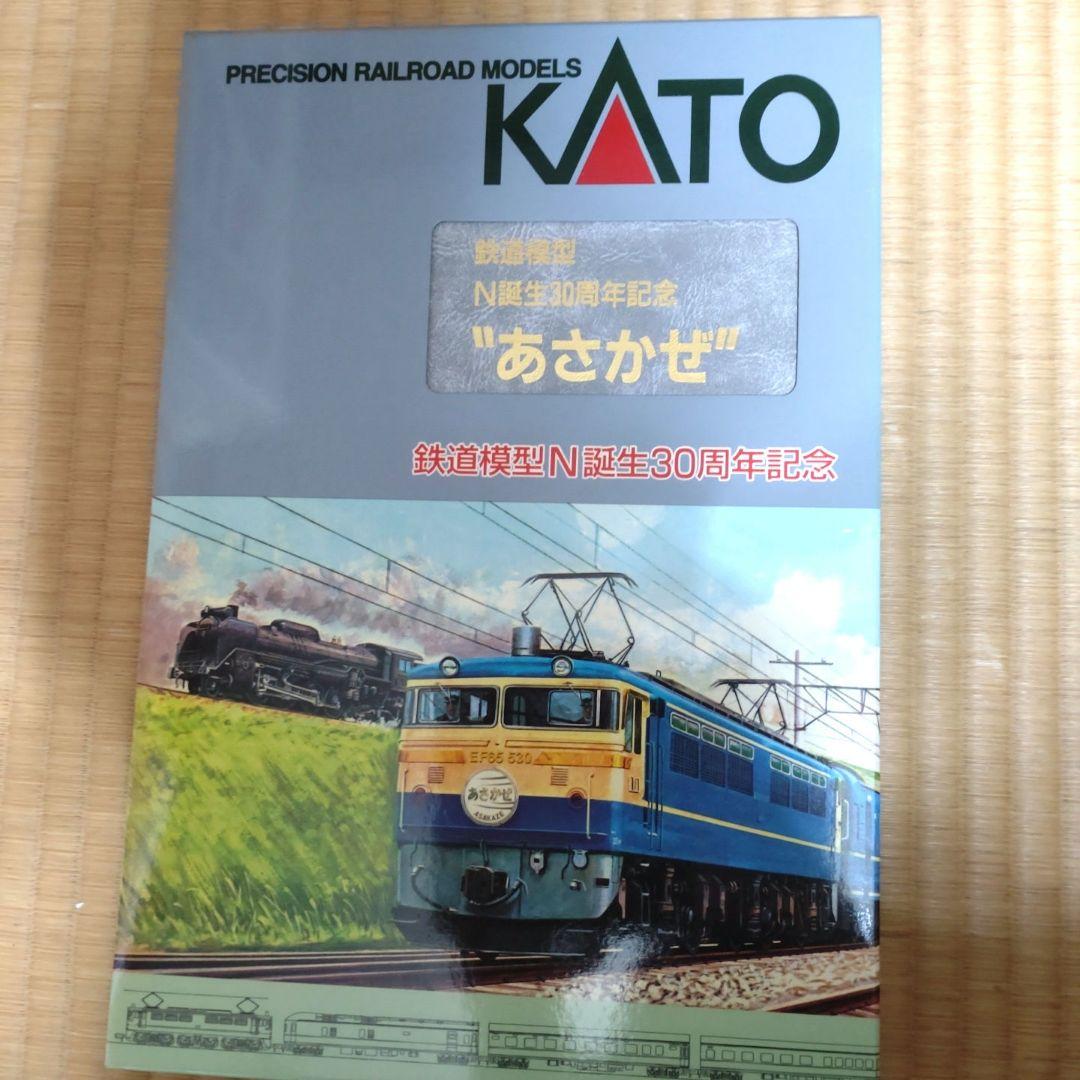 PRECISION RAILROAD MODELS
KATO
鉄道模型
N誕生30周年記念
"あさかぜ"
鉄道模型N誕生30周年記念
EF65 530
あさかぜ
ASAKAZE